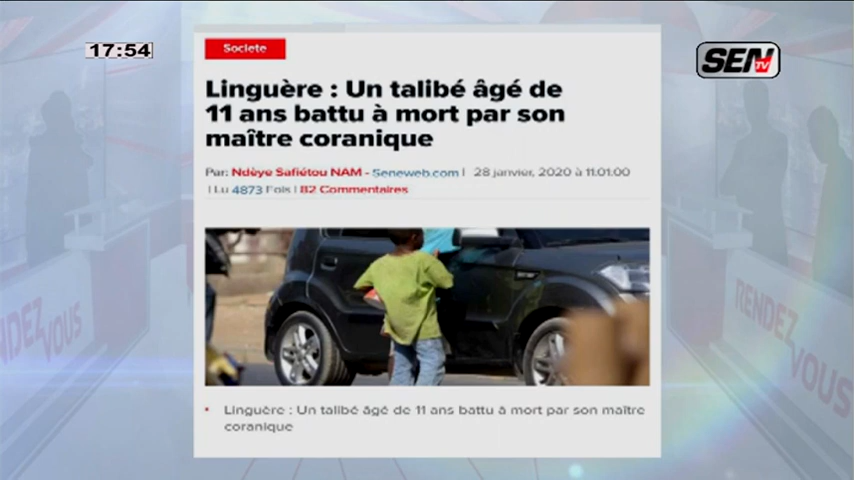 17:54
SEN TV
Societe
Linguère : Un talibé âgé de
11 ans battu à mort par son
maître coranique
Par: Ndèye Safiétou NAM - Seneweb.com | 28 janvier, 2020 à 11:01:00
| Lu 4873 Fois | 82 Commentaires
• Linguère : Un talibé âgé de 11 ans battu à mort par son maître
coranique
RENDEZ
VOUS
RENDEZ
VOUS